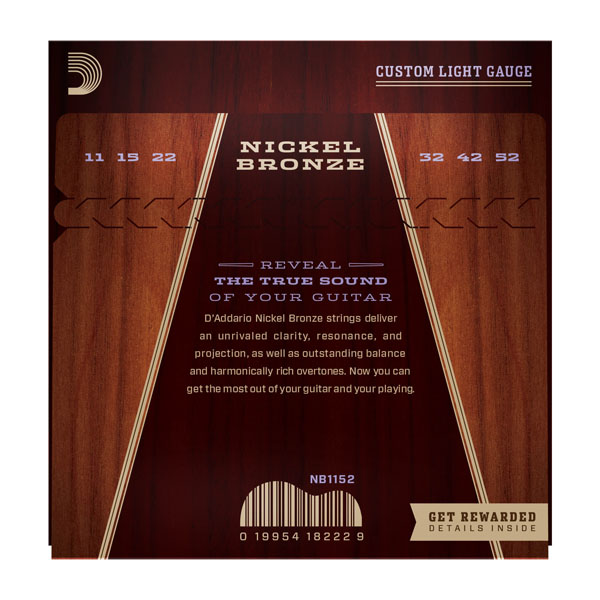 CUSTOM LIGHT GAUGE
11 15 22
NICKEL
BRONZE
32 42 52
REVEAL
THE TRUE SOUND
OF YOUR GUITAR
D'Addario Nickel Bronze strings deliver
an unrivaled clarity, resonance, and
projection, as well as outstanding balance
and harmonically rich overtones. Now you can
get the most out of your guitar and your playing.
NB1152
0 19954 18222 9
GET REWARDED
DETAILS INSIDE